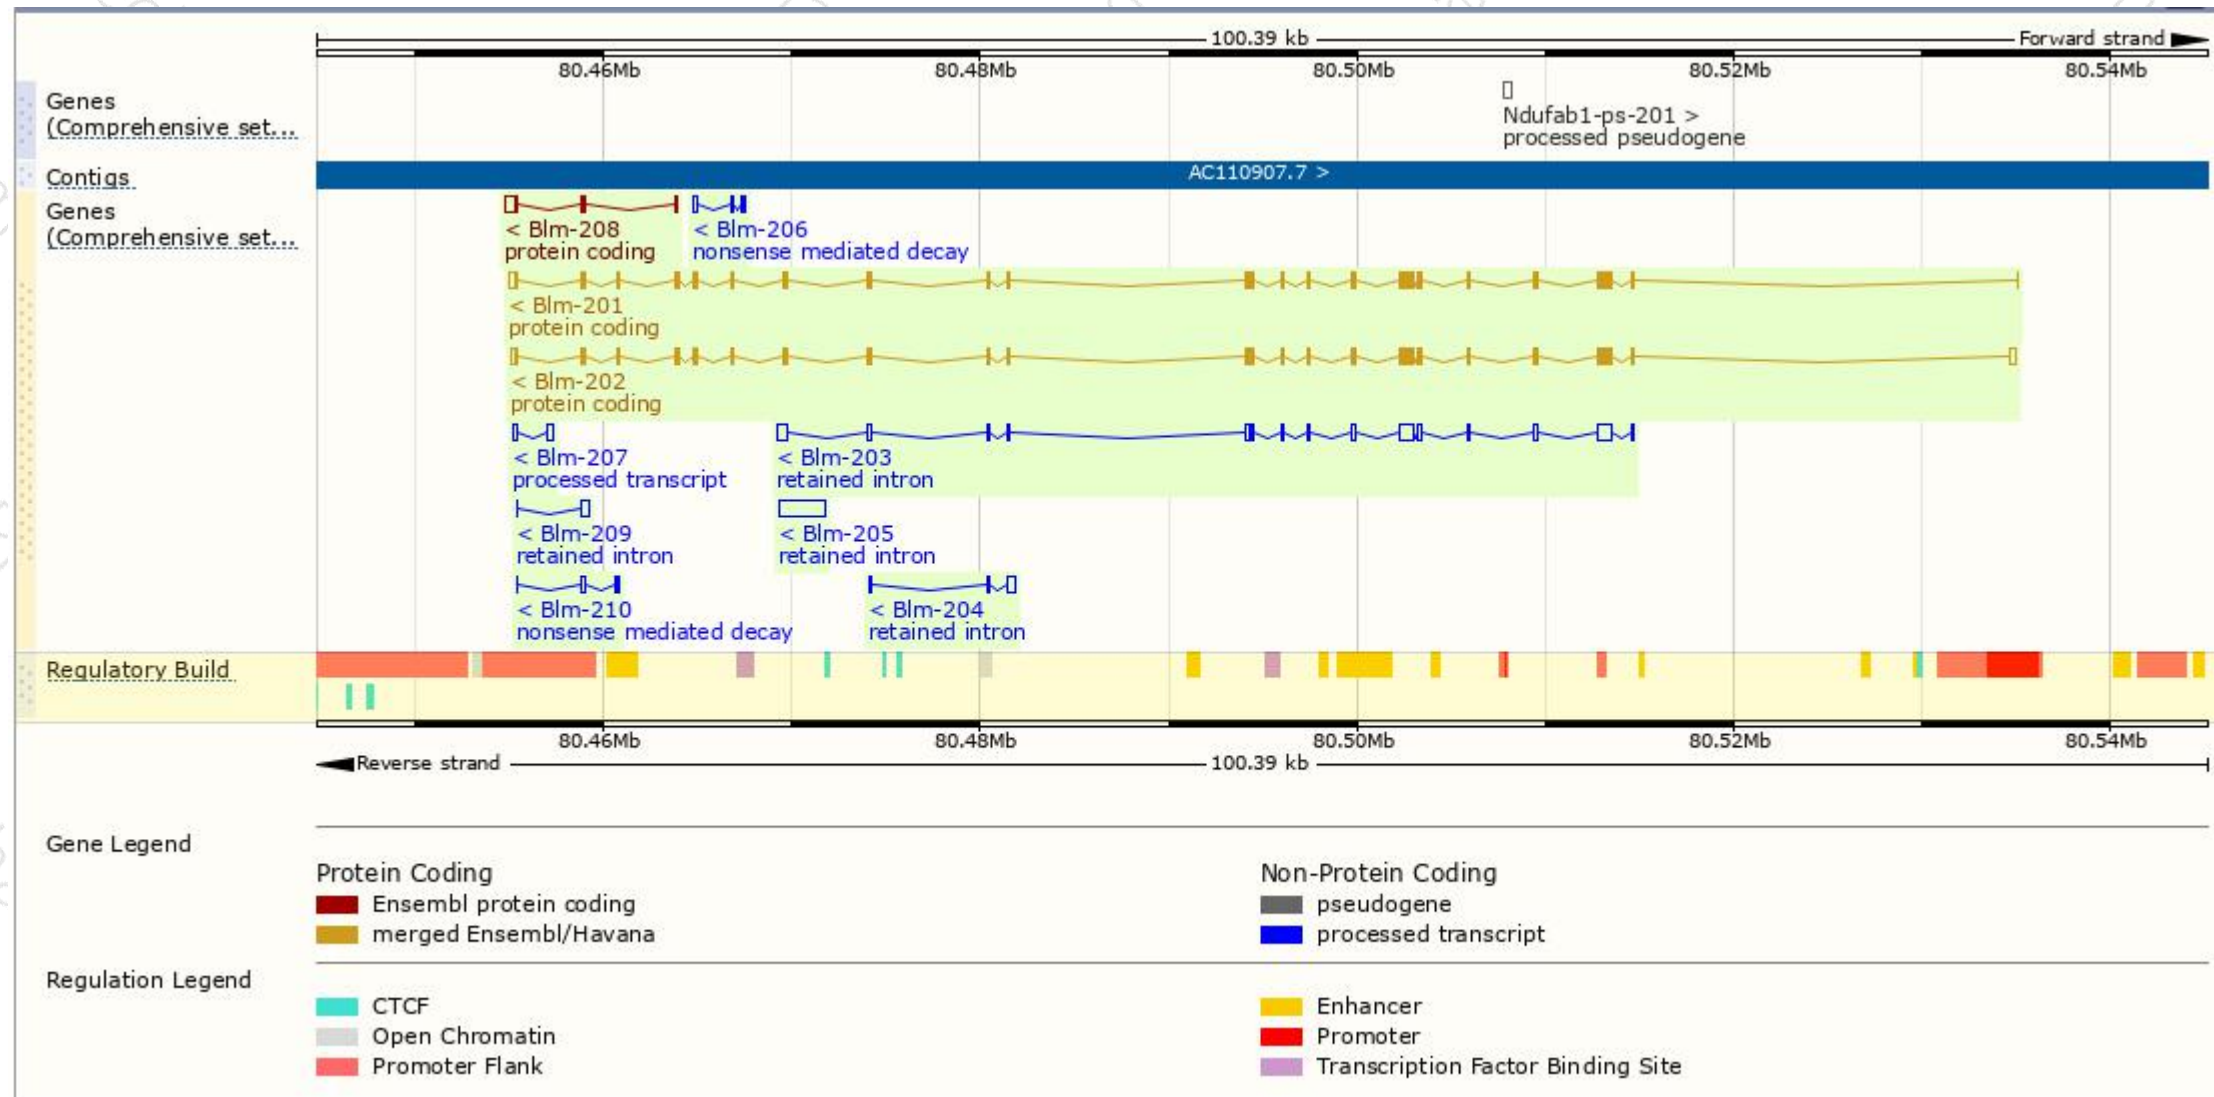 100.39 kb Forward strand
80.46Mb 80.48Mb 80.50Mb 80.52Mb 80.54Mb
Genes
(Comprehensive set...
Ndufab1-ps-201 >
processed pseudogene
Contigs
AC110907.7 >
Genes
(Comprehensive set...
< Blm-208 < Blm-206
protein coding nonsense mediated decay
< Blm-201
protein coding
< Blm-202
protein coding
< Blm-207 < Blm-203
processed transcript retained intron
< Blm-209 < Blm-205
retained intron retained intron
< Blm-210 < Blm-204
nonsense mediated decay retained intron
Regulatory Build
80.46Mb 80.48Mb 80.50Mb 80.52Mb 80.54Mb
Reverse strand 100.39 kb
Gene Legend
Protein Coding Non-Protein Coding
Ensembl protein coding pseudogene
merged Ensembl/Havana processed transcript
Regulation Legend
CTCF Enhancer
Open Chromatin Promoter
Promoter Flank Transcription Factor Binding Site